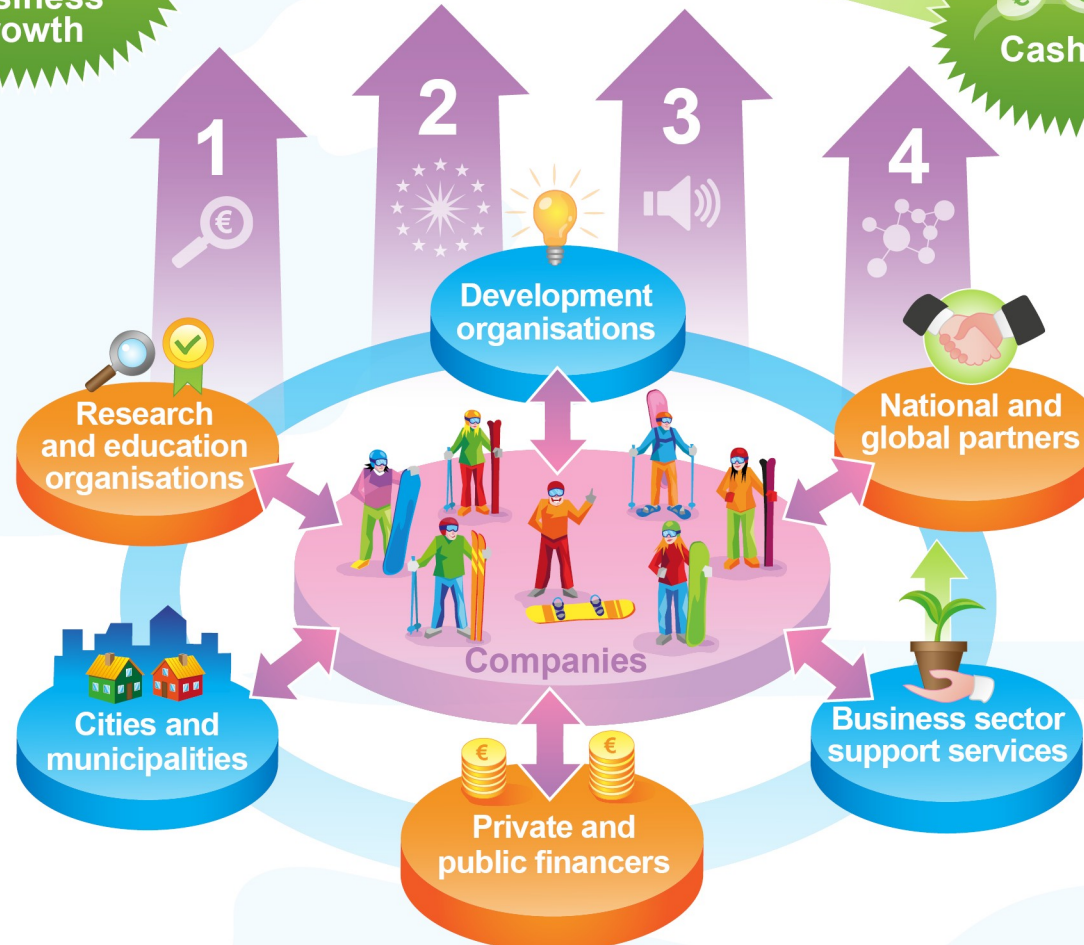 1
2
3
4
Cash
Development
organisations
Research
and education
organisations
National and
global partners
Companies
Cities and
municipalities
Business sector
support services
Private and
public financers